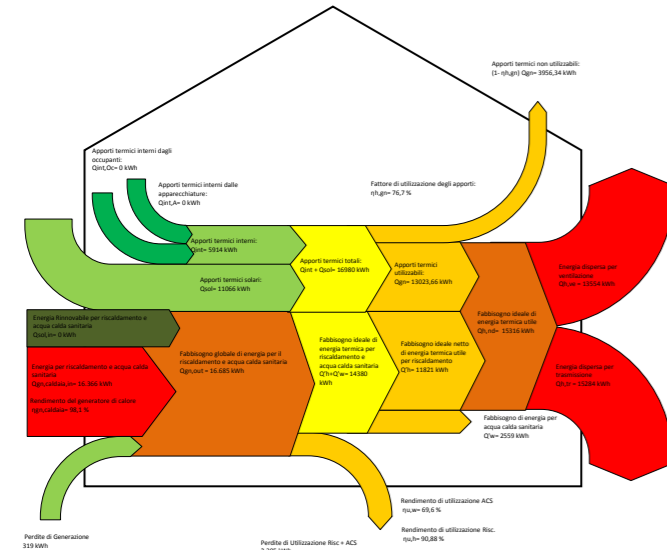 Apporti termici non utilizzabili:
(1- ηh,gn) Qgn= 3956,34 kWh
Apporti termici interni dagli
occupanti:
Qint,Oc= 0 kWh
Apporti termici interni dalle
apparecchiature:
Qint,A= 0 kWh
Fattore di utilizzazione degli apporti:
ηh,gn= 76,7 %
Apporti termici interni:
Qint= 5914 kWh
Apporti termici totali:
Qint + Qsol= 16980 kWh
Apporti termici
utilizzabili:
Qgn= 13023,66 kWh
Energia dispersa per
ventilazione
Qh,ve = 13554 kWh
Apporti termici solari:
Qsol= 11066 kWh
Energia Rinnovabile per riscaldamento e
acqua calda sanitaria
Qsol,in= 0 kWh
Fabbisogno ideale di
energia termica utile
Qh,nd= 15316 kWh
Energia per riscaldamento e acqua calda
sanitaria
Qgn,caldaia,in= 16.366 kWh
Rendimento del generatore di calore
ηgn,caldaia= 98,1 %
Fabbisogno globale di energia per il
riscaldamento e acqua calda sanitaria
Qgn,out = 16.685 kWh
Fabbisogno ideale di
energia termica per
riscaldamento e
acqua calda sanitaria
Q'h+Q'w= 14380
kWh
Fabbisogno ideale netto
di energia termica utile
per riscaldamento
Q'h= 11821 kWh
Energia dispersa per
trasmissione
Qh,tr = 15284 kWh
Fabbisogno di energia per
acqua calda sanitaria
Q'w= 2559 kWh
Rendimento di utilizzazione ACS
ηu,w= 69,6 %
Rendimento di utilizzazione Risc.
ηu,h= 90,88 %
Perdite di Generazione
319 kWh
Perdite di Utilizzazione Risc + ACS